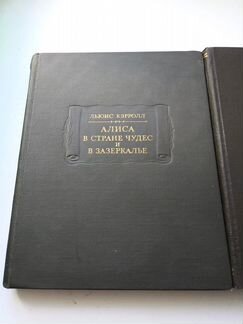 ЛЬЮИС КЭРРОЛЛ
АЛИСА
В СТРАНЕ ЧУДЕС
И
В ЗАЗЕРКАЛЬЕ